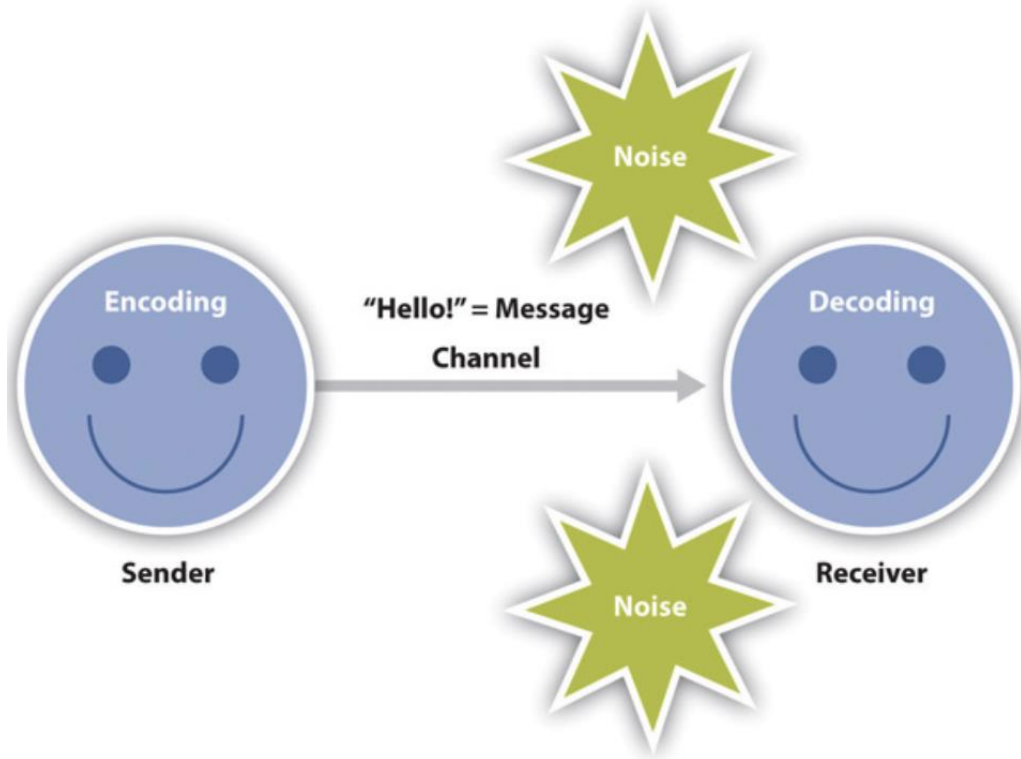 Noise
Encoding
“Hello!” = Message
Decoding
Channel
Sender
Receiver
Noise